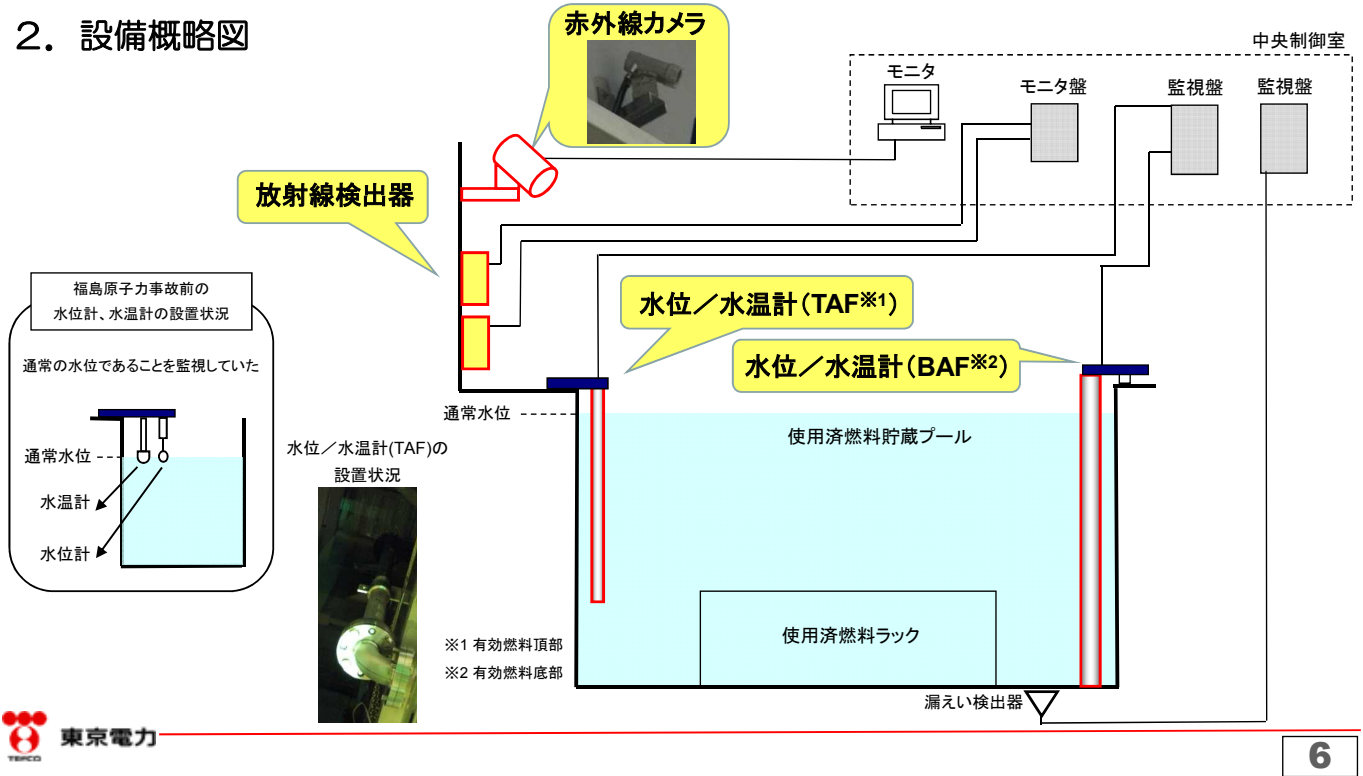 2．設備概略図
赤外線カメラ
中央制御室
モニタ
モニタ盤
監視盤
監視盤
放射線検出器
福島原子力事故前の
水位計、水温計の設置状況
水位／水温計（TAF※1）
通常の水位であることを監視していた
水位／水温計（BAF※2）
通常水位
使用済燃料貯蔵プール
通常水位
水位／水温計(TAF)の
設置状況
水温計
水位計
※1 有効燃料頂部
※2 有効燃料底部
使用済燃料ラック
漏えい検出器
東京電力
TEPCO
6